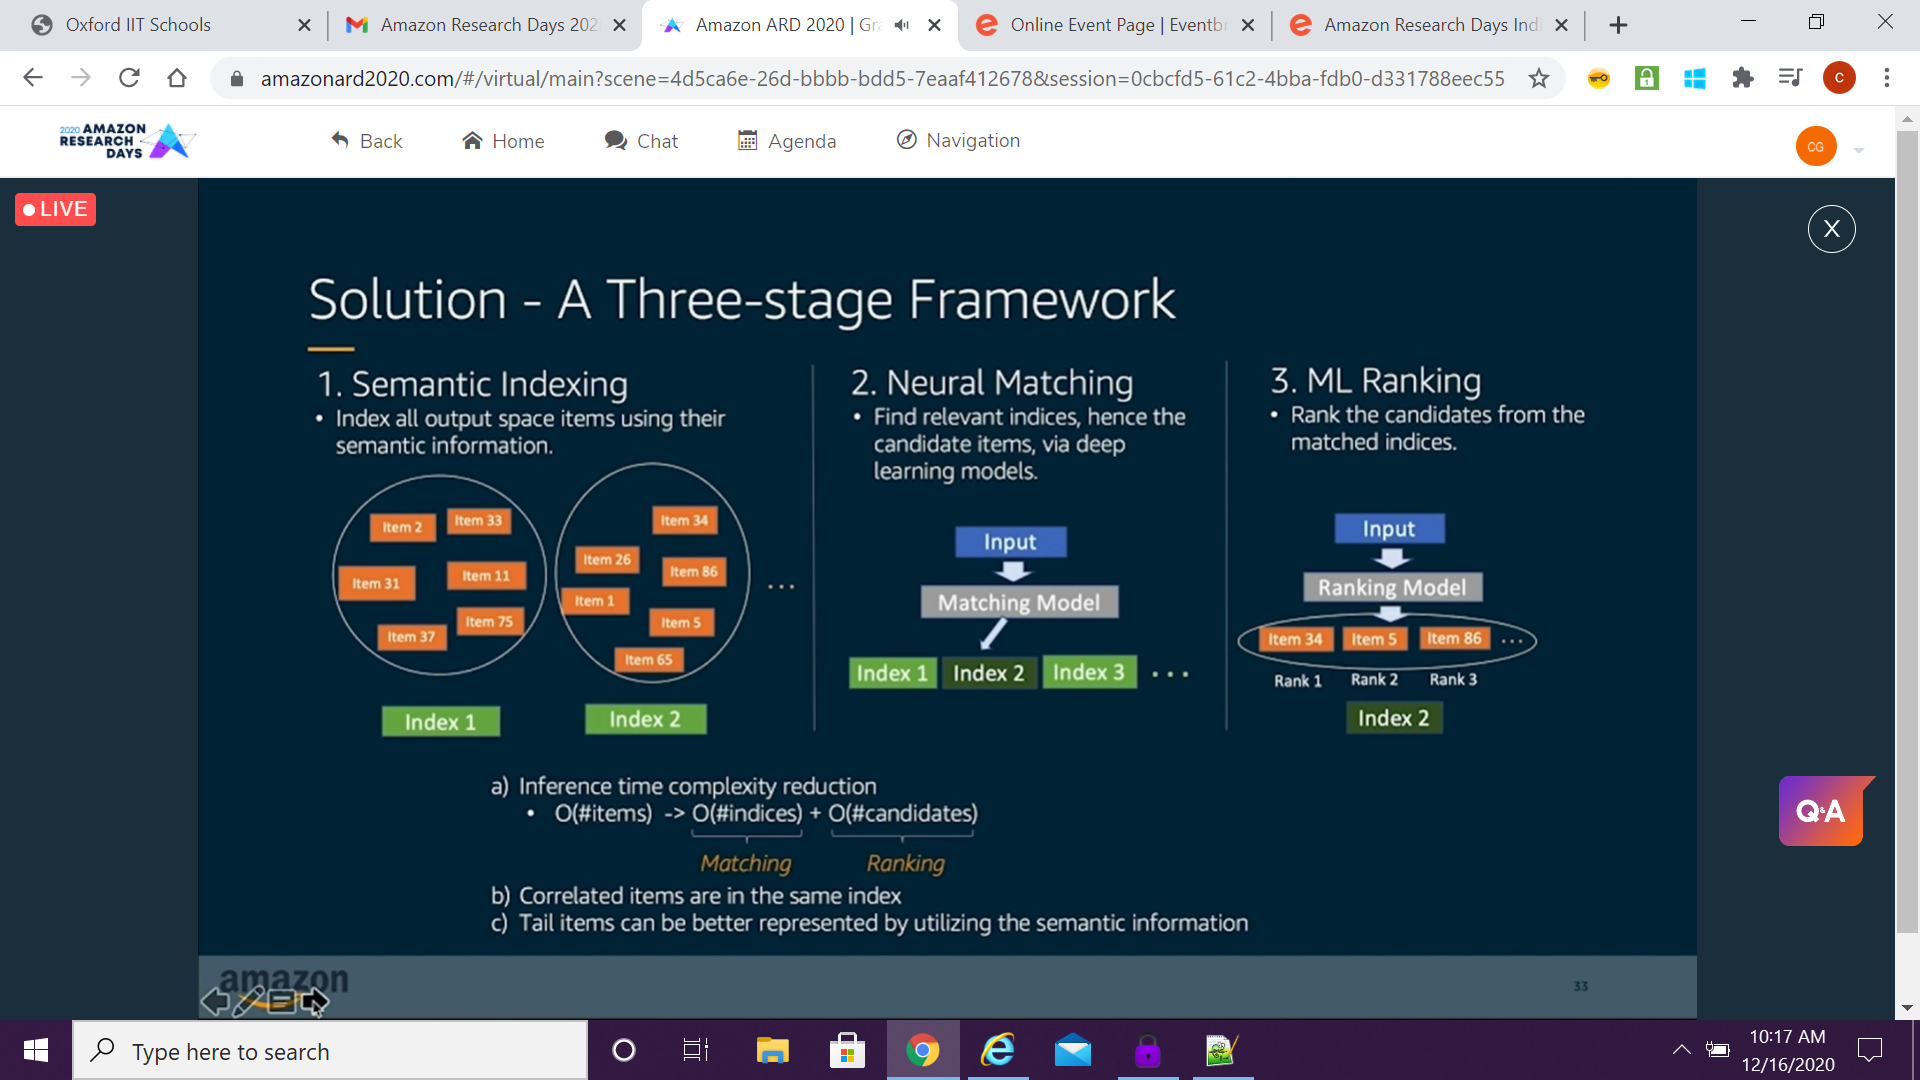 Oxford IIT Schools
Amazon Research Days 202
Amazon ARD 2020 | Gr
Online Event Page | Eventb
Amazon Research Days Ind
amazonard2020.com/#/virtual/main?scene=4d5ca6e-26d-bbbb-bdd5-7eaaf412678&session=0cbcfd5-61c2-4bba-fdb0-d331788eec55
C
2020 AMAZON
RESEARCH
DAYS
Back
Home
Chat
Agenda
Navigation
CG
LIVE
X
Solution - A Three-stage Framework
1. Semantic Indexing
• Index all output space items using their
semantic information.
Item 2
Item 33
Item 31
Item 11
Item 37
Item 75
Index 1
Item 34
Item 26
Item 86
Item 1
Item 5
Item 65
Index 2
...
2. Neural Matching
• Find relevant indices, hence the
candidate items, via deep
learning models.
Input
Matching Model
Index 1 Index 2 Index 3 ...
3. ML Ranking
• Rank the candidates from the
matched indices.
Input
Ranking Model
Item 34 Item 5 Item 86 ...
Rank 1 Rank 2 Rank 3
Index 2
a) Inference time complexity reduction
• O(#items) -> O(#indices) + O(#candidates)
Matching Ranking
b) Correlated items are in the same index
c) Tail items can be better represented by utilizing the semantic information
Q&A
amazon
33
Type here to search
10:17 AM
12/16/2020